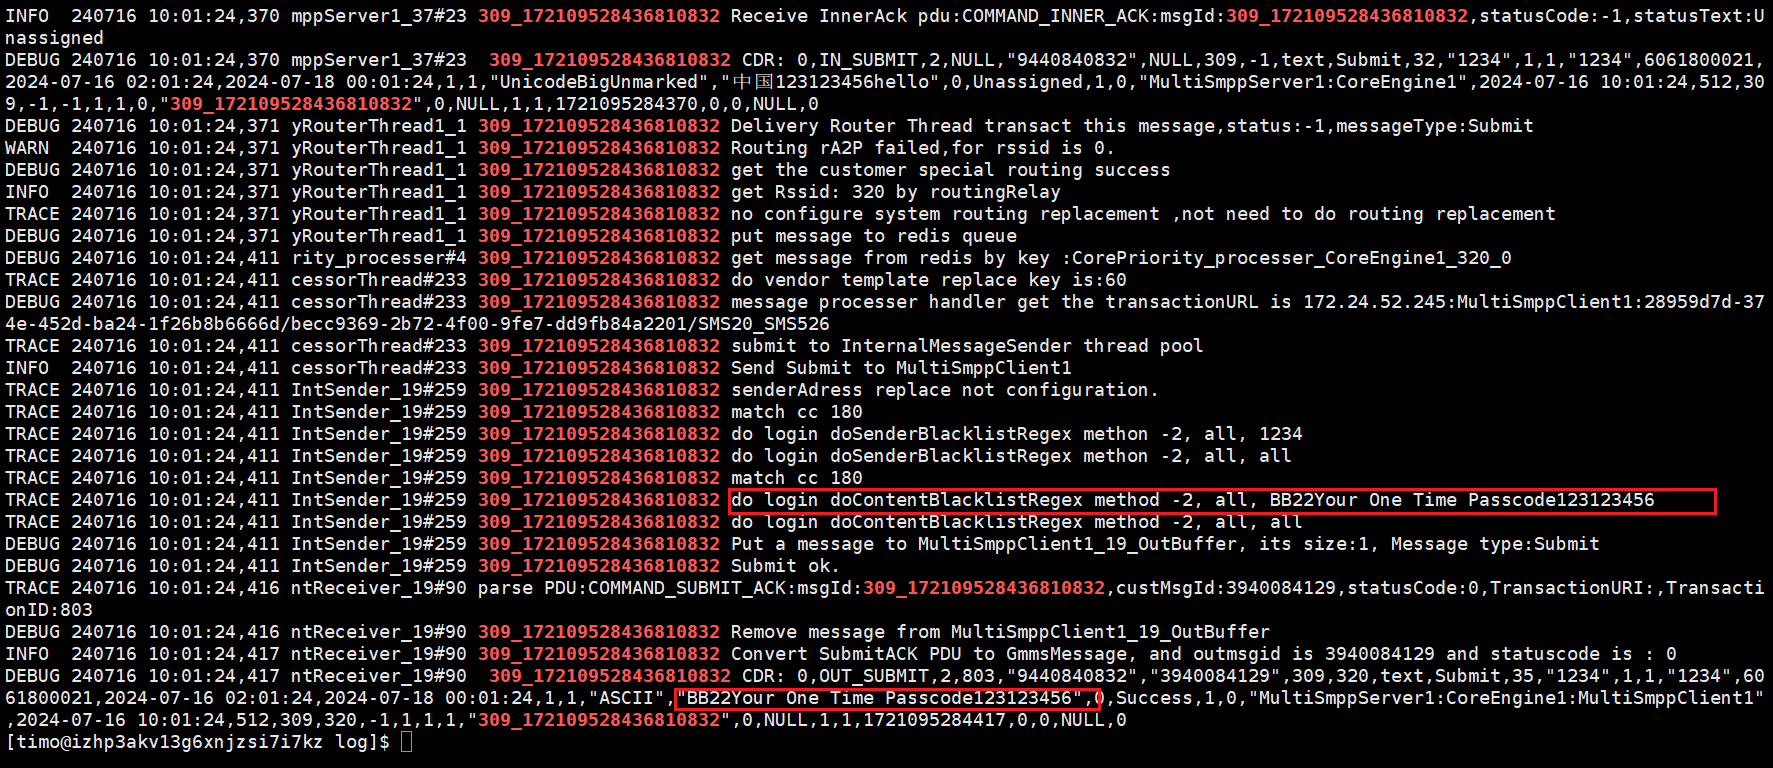 INFO  240716 10:01:24,370 mppServer1_37#23 309_172109528436810832 Receive InnerAck pdu:COMMAND_INNER_ACK:msgId:309_172109528436810832,statusCode:-1,statusText:U
nassigned
DEBUG 240716 10:01:24,370 mppServer1_37#23  309_172109528436810832 CDR: 0,IN_SUBMIT,2,NULL,"9440840832",NULL,309,-1,text,Submit,32,"1234",1,1,"1234",6061800021,
2024-07-16 02:01:24,2024-07-18 00:01:24,1,1,"UnicodeBigUnmarked","中国123123456hello",0,Unassigned,1,0,"MultiSmppServer1:CoreEngine1",2024-07-16 10:01:24,512,30
9,-1,-1,1,1,0,"309_172109528436810832",0,NULL,1,1,1721095284370,0,0,NULL,0
DEBUG 240716 10:01:24,371 yRouterThread1_1 309_172109528436810832 Delivery Router Thread transact this message,status:-1,messageType:Submit
WARN  240716 10:01:24,371 yRouterThread1_1 309_172109528436810832 Routing rA2P failed,for rssid is 0.
DEBUG 240716 10:01:24,371 yRouterThread1_1 309_172109528436810832 get the customer special routing success
INFO  240716 10:01:24,371 yRouterThread1_1 309_172109528436810832 get Rssid: 320 by routingRelay
TRACE 240716 10:01:24,371 yRouterThread1_1 309_172109528436810832 no configure system routing replacement ,not need to do routing replacement
DEBUG 240716 10:01:24,371 yRouterThread1_1 309_172109528436810832 put message to redis queue
DEBUG 240716 10:01:24,411 rity_processer#4 309_172109528436810832 get message from redis by key :CorePriority_processer_CoreEngine1_320_0
TRACE 240716 10:01:24,411 cessorThread#233 309_172109528436810832 do vendor template replace key is:60
DEBUG 240716 10:01:24,411 cessorThread#233 309_172109528436810832 message processer handler get the transactionURL is 172.24.52.245:MultiSmppClient1:28959d7d-37
4e-452d-ba24-1f26b8b6666d/becc9369-2b72-4f00-9fe7-dd9fb84a2201/SMS20_SMS526
TRACE 240716 10:01:24,411 cessorThread#233 309_172109528436810832 submit to InternalMessageSender thread pool
INFO  240716 10:01:24,411 cessorThread#233 309_172109528436810832 Send Submit to MultiSmppClient1
TRACE 240716 10:01:24,411 IntSender_19#259 309_172109528436810832 senderAdress replace not configuration.
TRACE 240716 10:01:24,411 IntSender_19#259 309_172109528436810832 match cc 180
TRACE 240716 10:01:24,411 IntSender_19#259 309_172109528436810832 do login doSenderBlacklistRegex methon -2, all, 1234
TRACE 240716 10:01:24,411 IntSender_19#259 309_172109528436810832 do login doSenderBlacklistRegex methon -2, all, all
TRACE 240716 10:01:24,411 IntSender_19#259 309_172109528436810832 match cc 180
TRACE 240716 10:01:24,411 IntSender_19#259 309_172109528436810832 do login doContentBlacklistRegex method -2, all, BB22Your One Time Passcode123123456
TRACE 240716 10:01:24,411 IntSender_19#259 309_172109528436810832 do login doContentBlacklistRegex method -2, all, all
DEBUG 240716 10:01:24,411 IntSender_19#259 309_172109528436810832 Put a message to MultiSmppClient1_19_OutBuffer, its size:1, Message type:Submit
DEBUG 240716 10:01:24,411 IntSender_19#259 309_172109528436810832 Submit ok.
TRACE 240716 10:01:24,416 ntReceiver_19#90 parse PDU:COMMAND_SUBMIT_ACK:msgId:309_172109528436810832,custMsgId:3940084129,statusCode:0,TransactionURI:,Transacti
onID:803
DEBUG 240716 10:01:24,416 ntReceiver_19#90 309_172109528436810832 Remove message from MultiSmppClient1_19_OutBuffer
INFO  240716 10:01:24,417 ntReceiver_19#90 309_172109528436810832 Convert SubmitACK PDU to GmmsMessage, and outmsgid is 3940084129 and statuscode is : 0
DEBUG 240716 10:01:24,417 ntReceiver_19#90  309_172109528436810832 CDR: 0,OUT_SUBMIT,2,803,"9440840832","3940084129",309,320,text,Submit,35,"1234",1,1,"1234",60
61800021,2024-07-16 02:01:24,2024-07-18 00:01:24,1,1,"ASCII","BB22Your One Time Passcode123123456",0,Success,1,0,"MultiSmppServer1:CoreEngine1:MultiSmppClient1"
,2024-07-16 10:01:24,512,309,320,-1,1,1,1,"309_172109528436810832",0,NULL,1,1,1721095284417,0,0,NULL,0
[timo@izhp3akv13g6xnjzsi7i7kz log]$